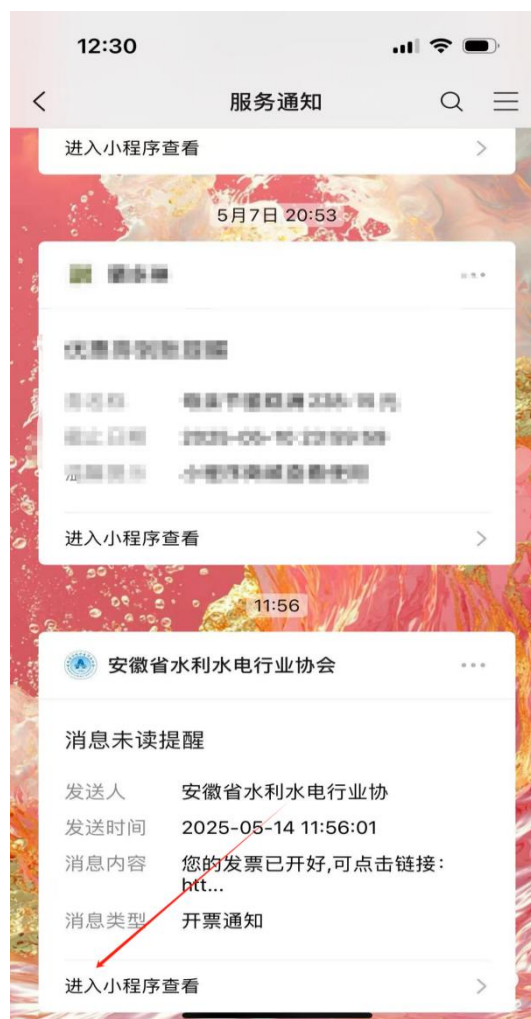 12:30
服务通知
进入小程序查看
5月7日 20:53
进入小程序查看
11:56
安徽省水利水电行业协会
消息未读提醒
发送人 安徽省水利水电行业协
发送时间 2025-05-14 11:56:01
消息内容 您的发票已开好,可点击链接:
htt...
消息类型 开票通知
进入小程序查看